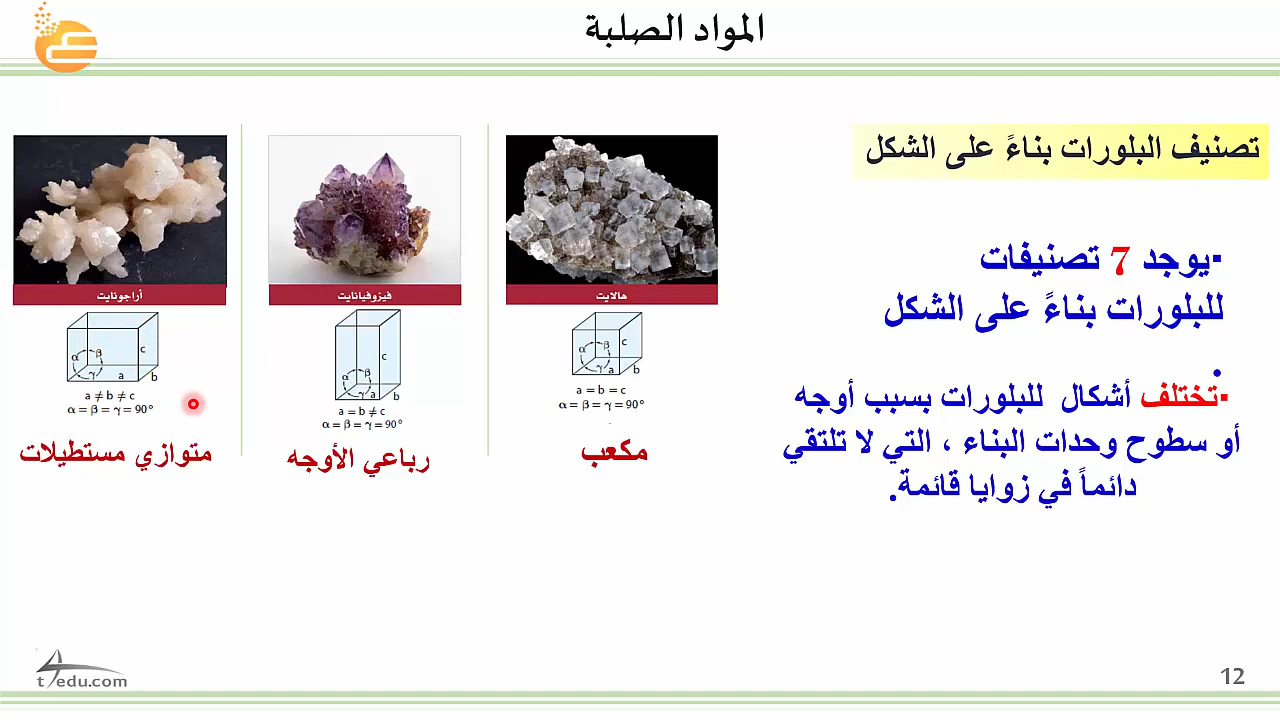 المواد الصلبة
تصنيف البلورات بناءً على الشكل
▪يوجد 7 تصنيفات
للبلورات بناءً على الشكل
▪تختلف أشكال للبلورات بسبب أوجه
أو سطوح وحدات البناء ، التي لا تلتقي
دائماً في زوايا قائمة.
هالايت
α β γ a b c
a = b = c
α = β = γ = 90°
مكعب
فيزوفيانايت
α β γ a b c
a = b ≠ c
α = β = γ = 90°
رباعي الأوجه
أراجونايت
α β γ a b c
a ≠ b ≠ c
α = β = γ = 90°
متوازي مستطيلات
t4edu.com
12